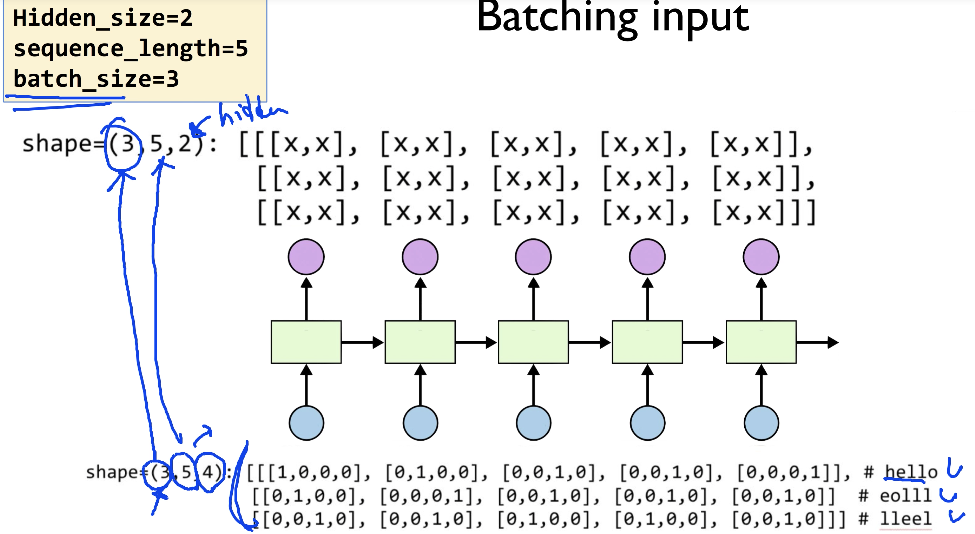 Batching input
Hidden_size=2
sequence_length=5
batch_size=3
hidden
shape=(3,5,2): [[[x,x], [x,x], [x,x], [x,x], [x,x]],
[[x,x], [x,x], [x,x], [x,x], [x,x]],
[[x,x], [x,x], [x,x], [x,x], [x,x]]]
shape=(3,5,4): [[[1,0,0,0], [0,1,0,0], [0,0,1,0], [0,0,1,0], [0,0,0,1]], # hello
[[0,1,0,0], [0,0,0,1], [0,0,1,0], [0,0,1,0], [0,0,1,0]] # eolll
[[0,0,1,0], [0,0,1,0], [0,1,0,0], [0,1,0,0], [0,0,1,0]]] # lleel